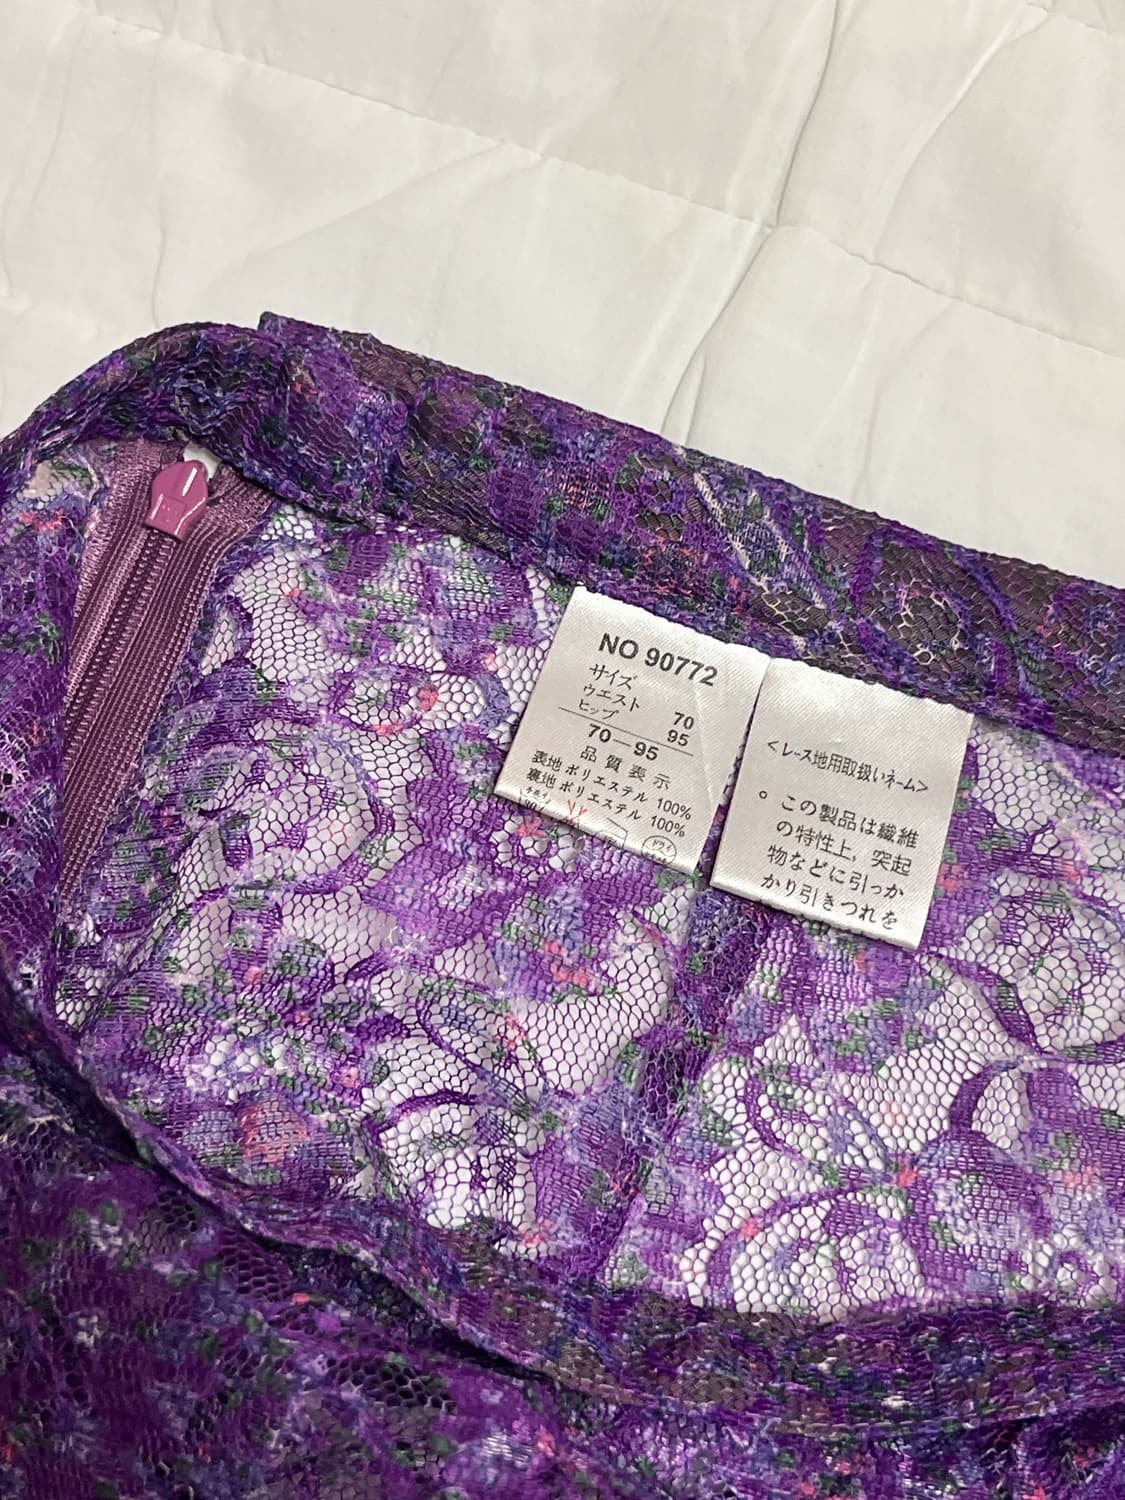 NO 90772
サイズ
ウエスト 70
ヒップ 95
70—95
品質表示
表地 ポリエステル 100%
裏地 ポリエステル 100%
ドライ
<レース地用取扱いネーム>
。この製品は繊維
の特性上,突起
物などに引っか
かり引きつれを